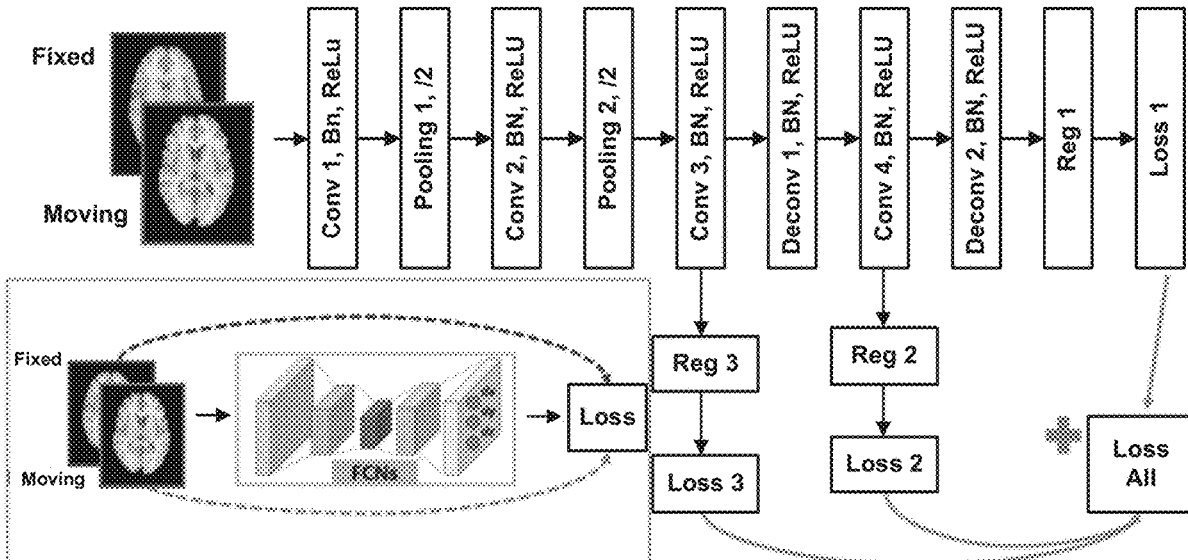 Fixed
Moving
Conv 1, Bn, ReLu
Pooling 1, /2
Conv 2, BN, ReLU
Pooling 2, /2
Conv 3, BN, ReLU
Deconv 1, BN, ReLU
Conv 4, BN, ReLU
Deconv 2, BN, ReLU
Reg 1
Loss 1
Fixed
Moving
FCNs
Loss
Reg 3
Loss 3
Reg 2
Loss 2
Loss
All